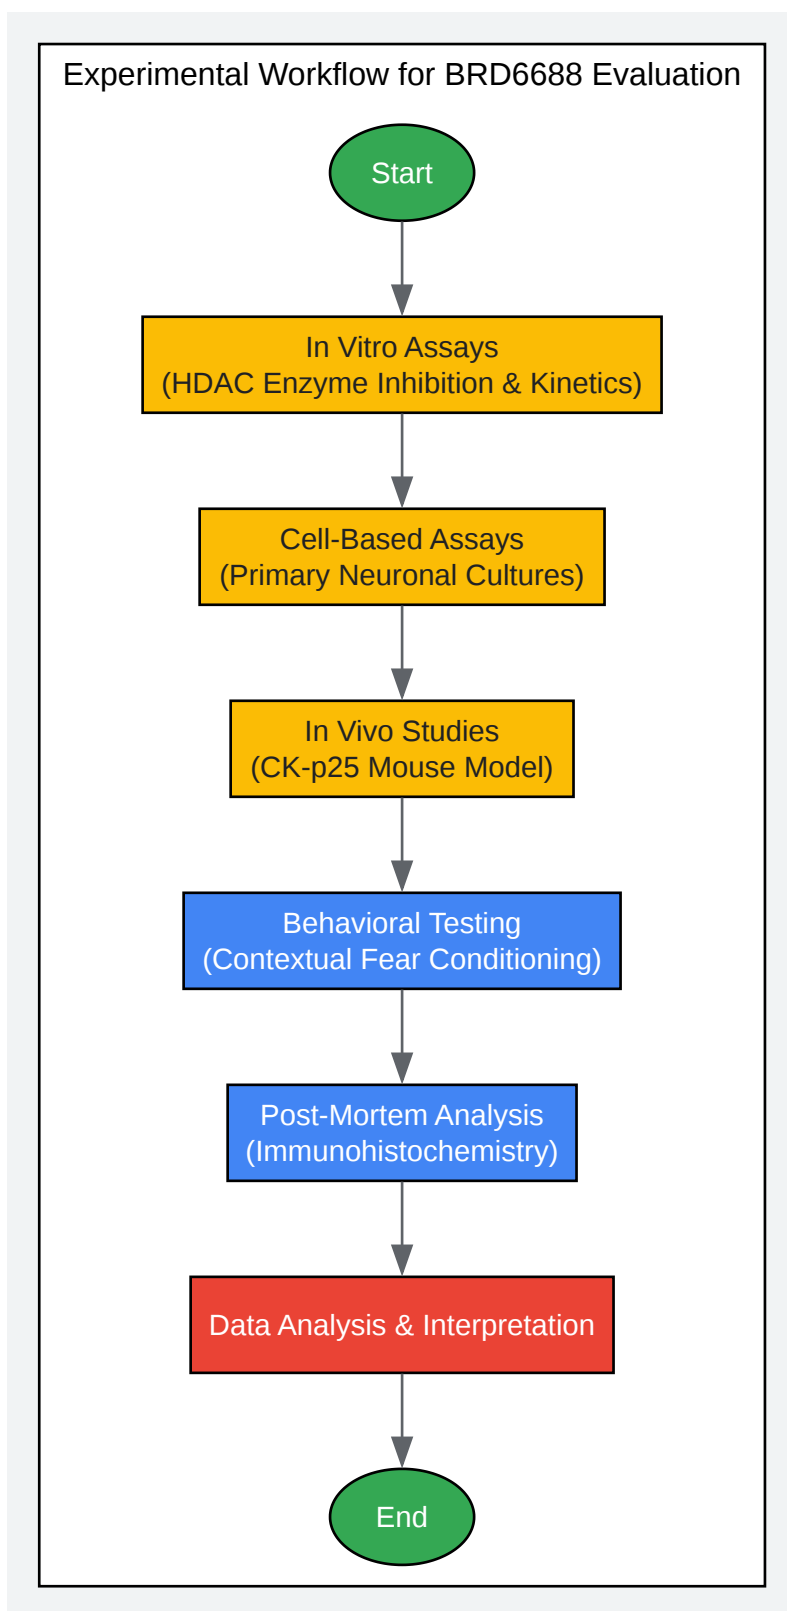 Experimental Workflow for BRD6688 Evaluation
Start
In Vitro Assays
(HDAC Enzyme Inhibition & Kinetics)
Cell-Based Assays
(Primary Neuronal Cultures)
In Vivo Studies
(CK-p25 Mouse Model)
Behavioral Testing
(Contextual Fear Conditioning)
Post-Mortem Analysis
(Immunohistochemistry)
Data Analysis & Interpretation
End